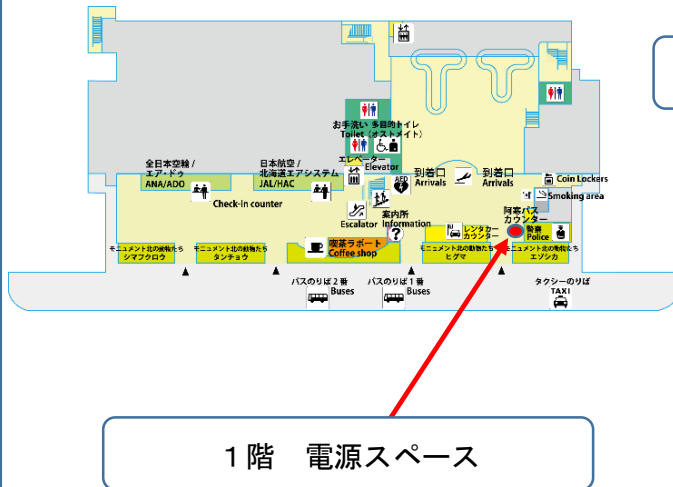 お手洗い 多目的トイレ
Toilet (オストメイト)
エレベーター
Elevator
全日本空輸 /
エア・ドゥ
ANA/ADO
日本航空 /
北海道エアシステム
JAL/HAC
Check-in counter
AED
到着口
Arrivals
到着口
Arrivals
Coin Lockers
Smoking area
Escalator
案内所
Information
?
阿寒バス
カウンター
レンタカー
カウンター
警察
Police
喫茶ラポート
Coffee shop
モニュメント北の動物たち
シマフクロウ
モニュメント北の動物たち
タンチョウ
モニュメント北の動物たち
ヒグマ
モニュメント北の動物たち
エゾシカ
バスのりば2番
Buses
バスのりば1番
Buses
タクシーのりば
TAXI
1階 電源スペース